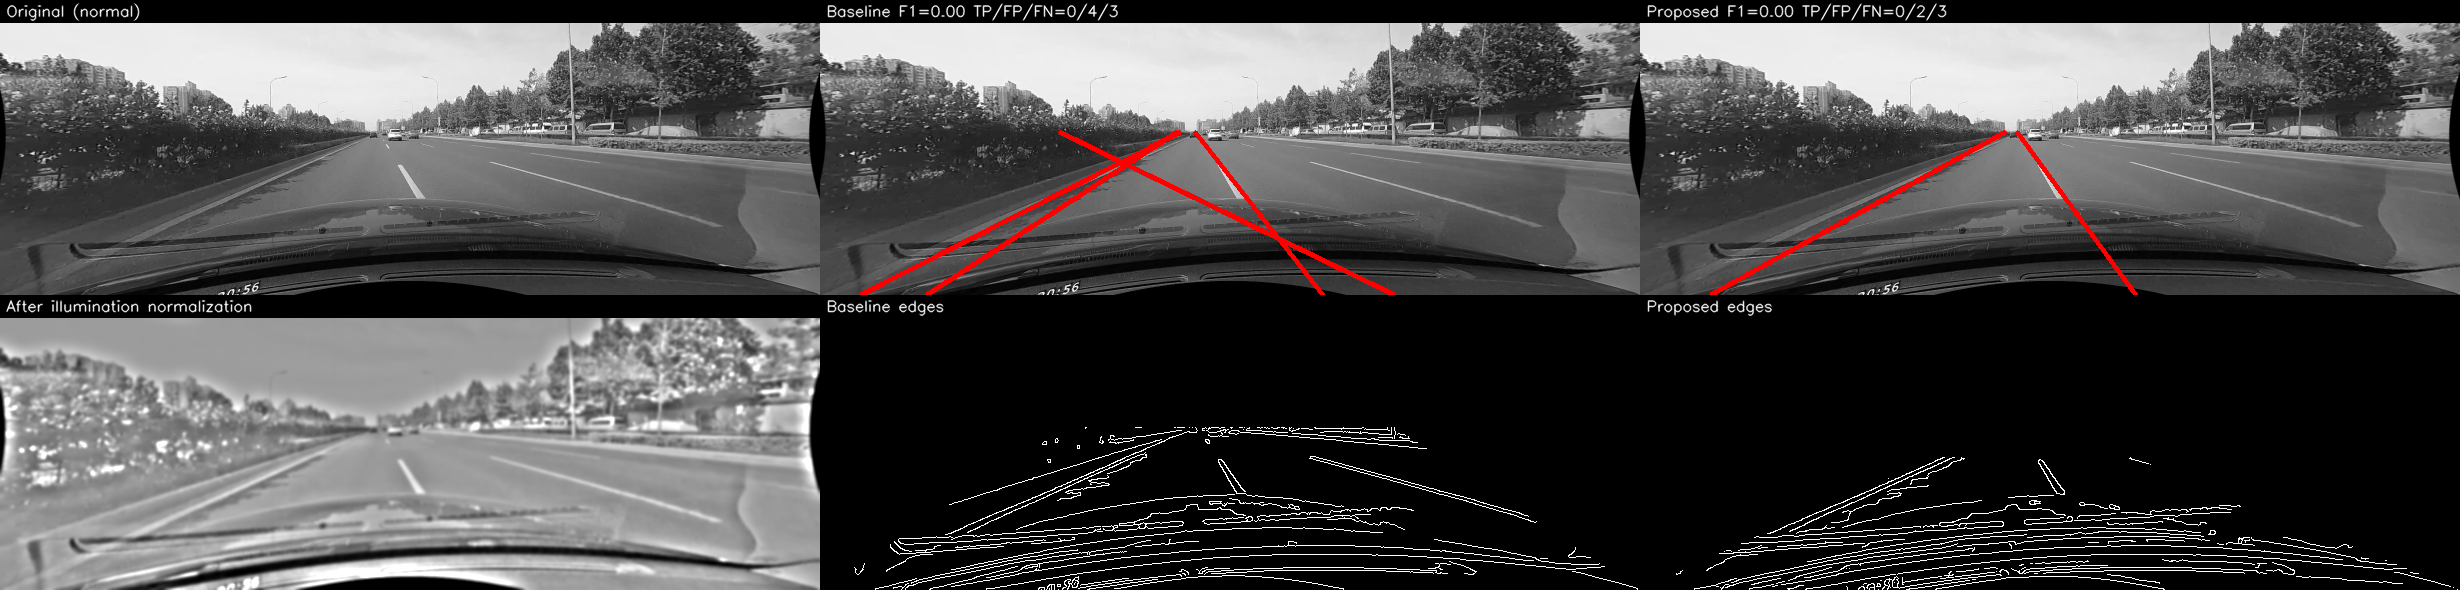 Original (normal)
Baseline F1=0.00 TP/FP/FN=0/4/3
Proposed F1=0.00 TP/FP/FN=0/2/3
After illumination normalization
Baseline edges
Proposed edges